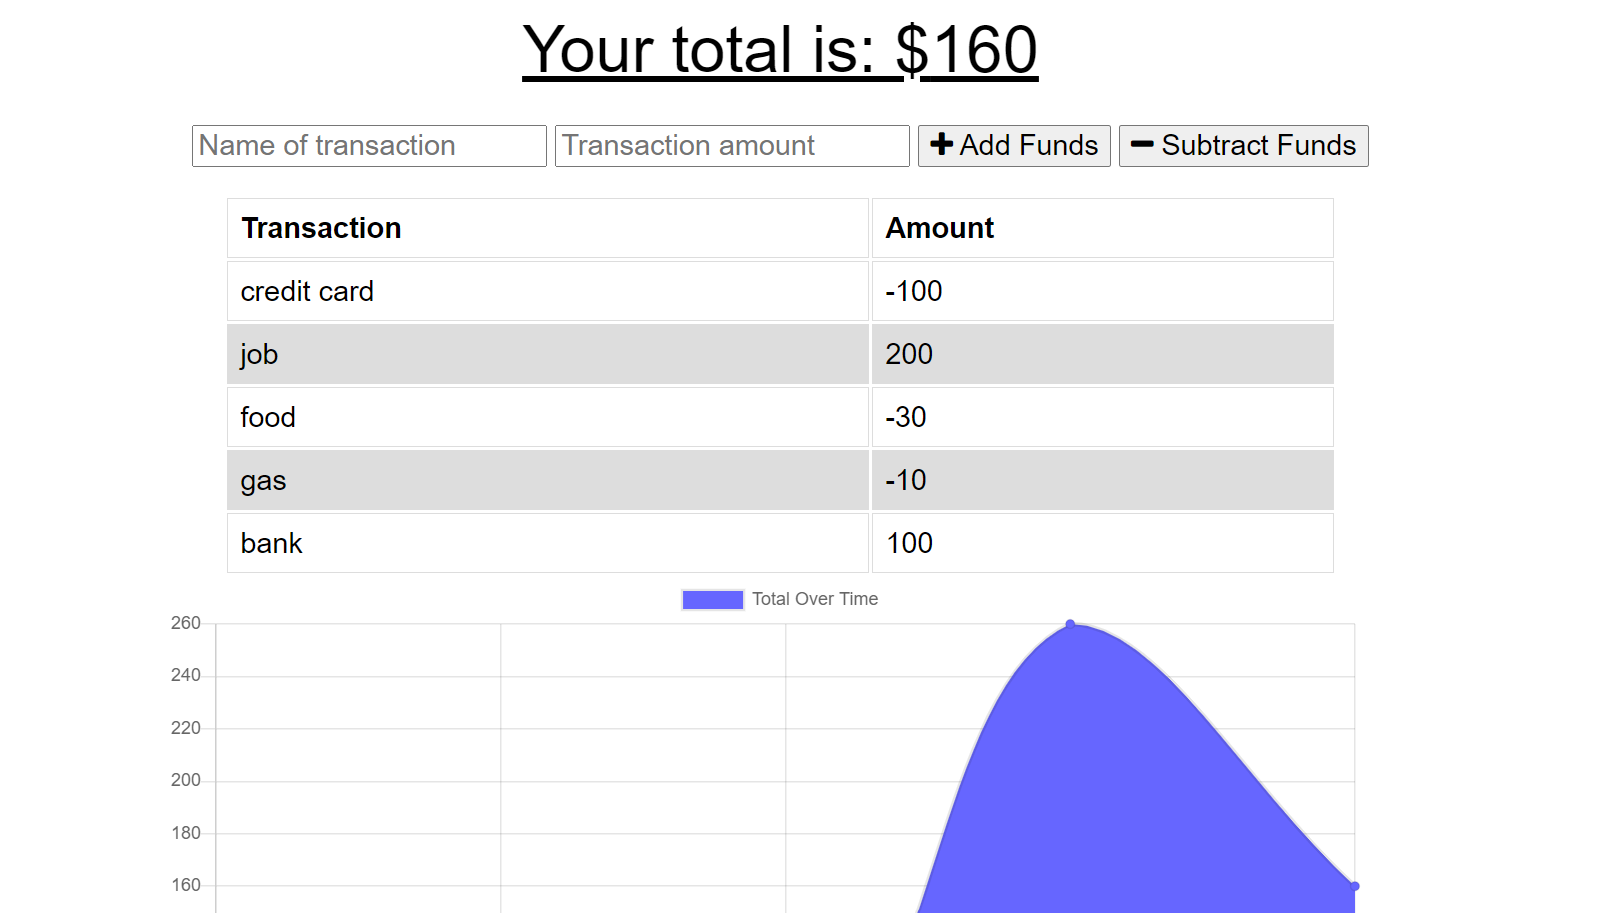 Your total is: $160
Name of transaction Transaction amount Add Funds Subtract Funds
Transaction Amount
credit card -100
job 200
food -30
gas -10
bank 100
Total Over Time
260
240
220
200
180
160